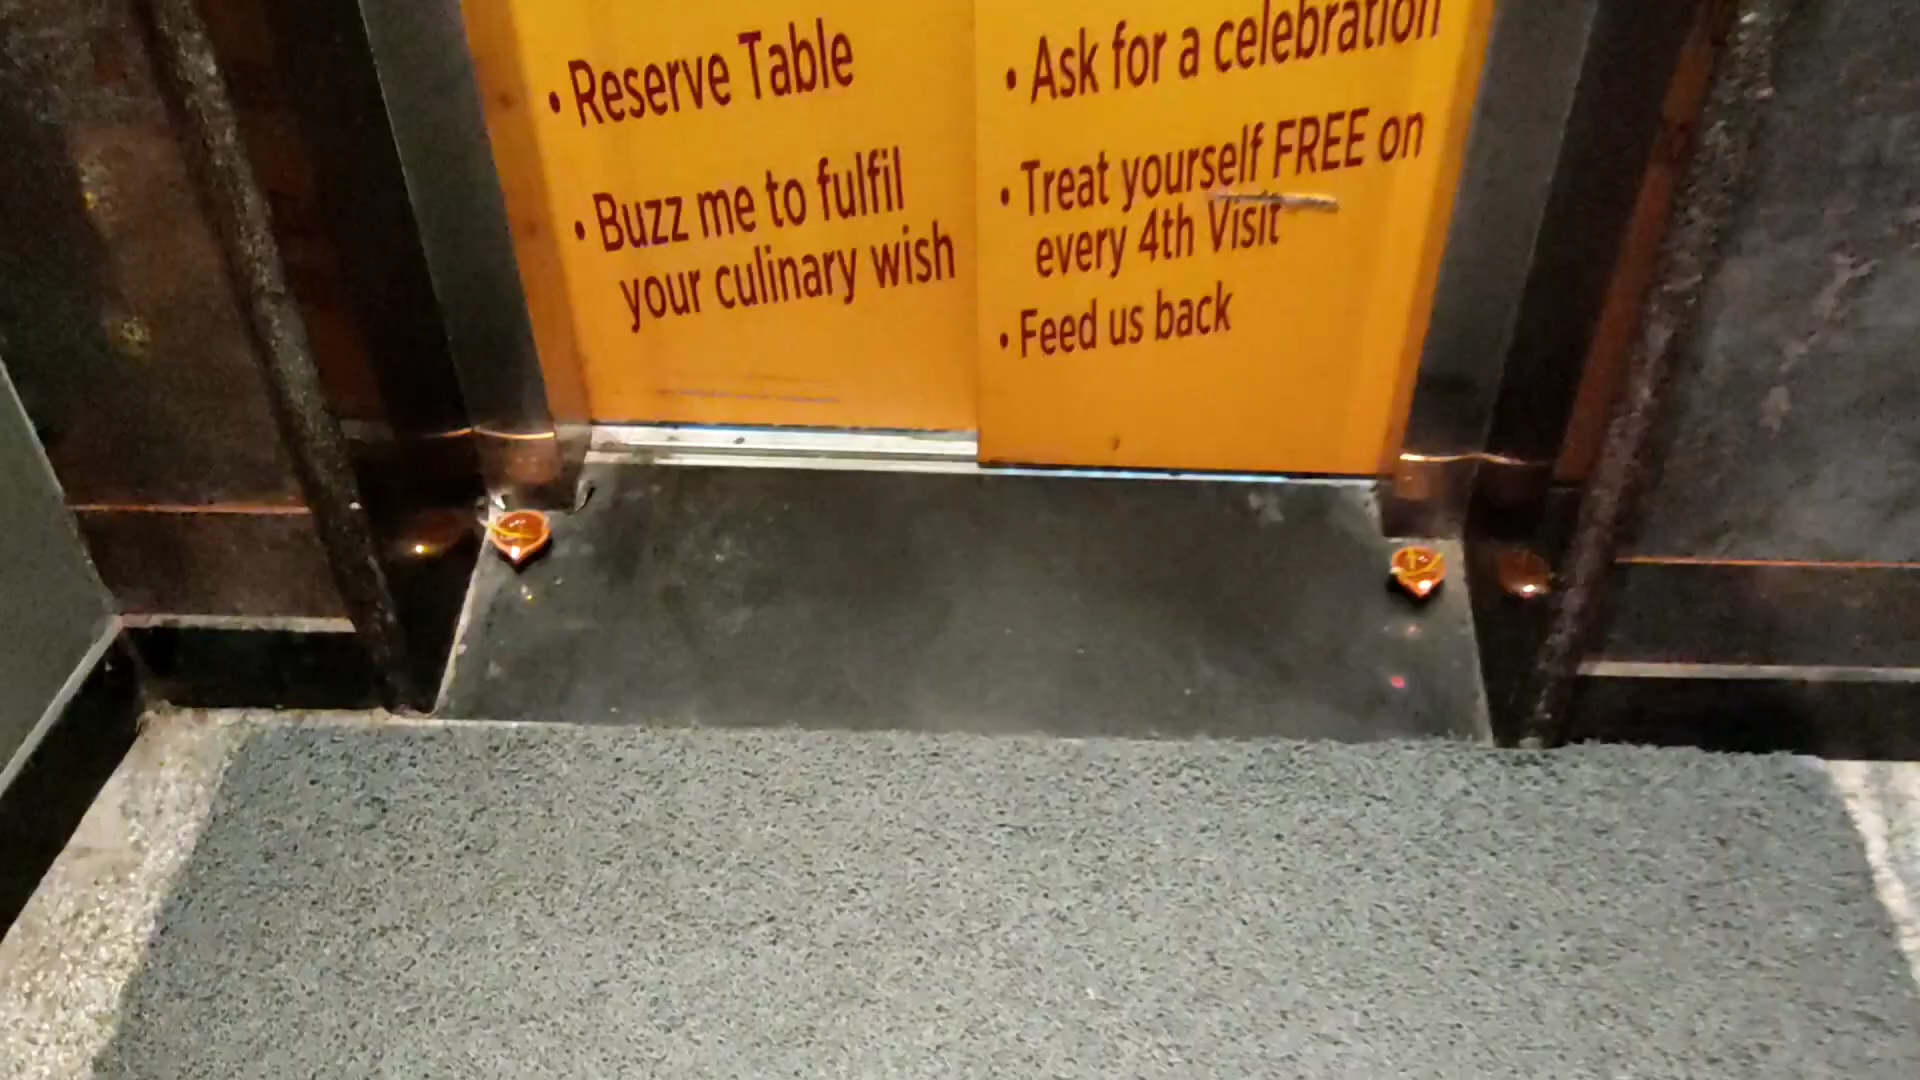 • Reserve Table
• Buzz me to fulfil
your culinary wish
• Ask for a celebration
• Treat yourself FREE on
every 4th Visit
• Feed us back